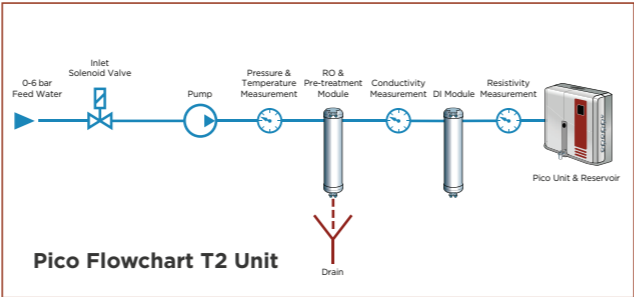 0-6 bar
Feed Water
Inlet
Solenoid Valve
Pump
Pressure &
Temperature
Measurement
RO &
Pre-treatment
Module
Conductivity
Measurement
DI Module
Resistivity
Measurement
Pico Unit & Reservoir
Drain
Pico Flowchart T2 Unit